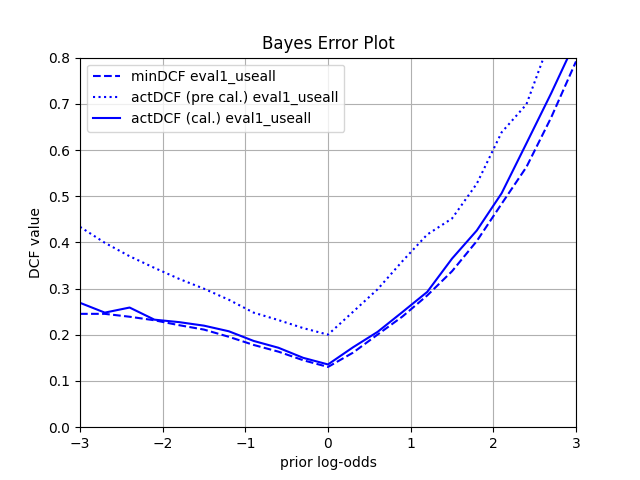 Bayes Error Plot
minDCF eval1_useall
actDCF (pre cal.) eval1_useall
actDCF (cal.) eval1_useall
DCF value
0.8
0.7
0.6
0.5
0.4
0.3
0.2
0.1
0.0
−3 −2 −1 0 1 2 3
prior log-odds